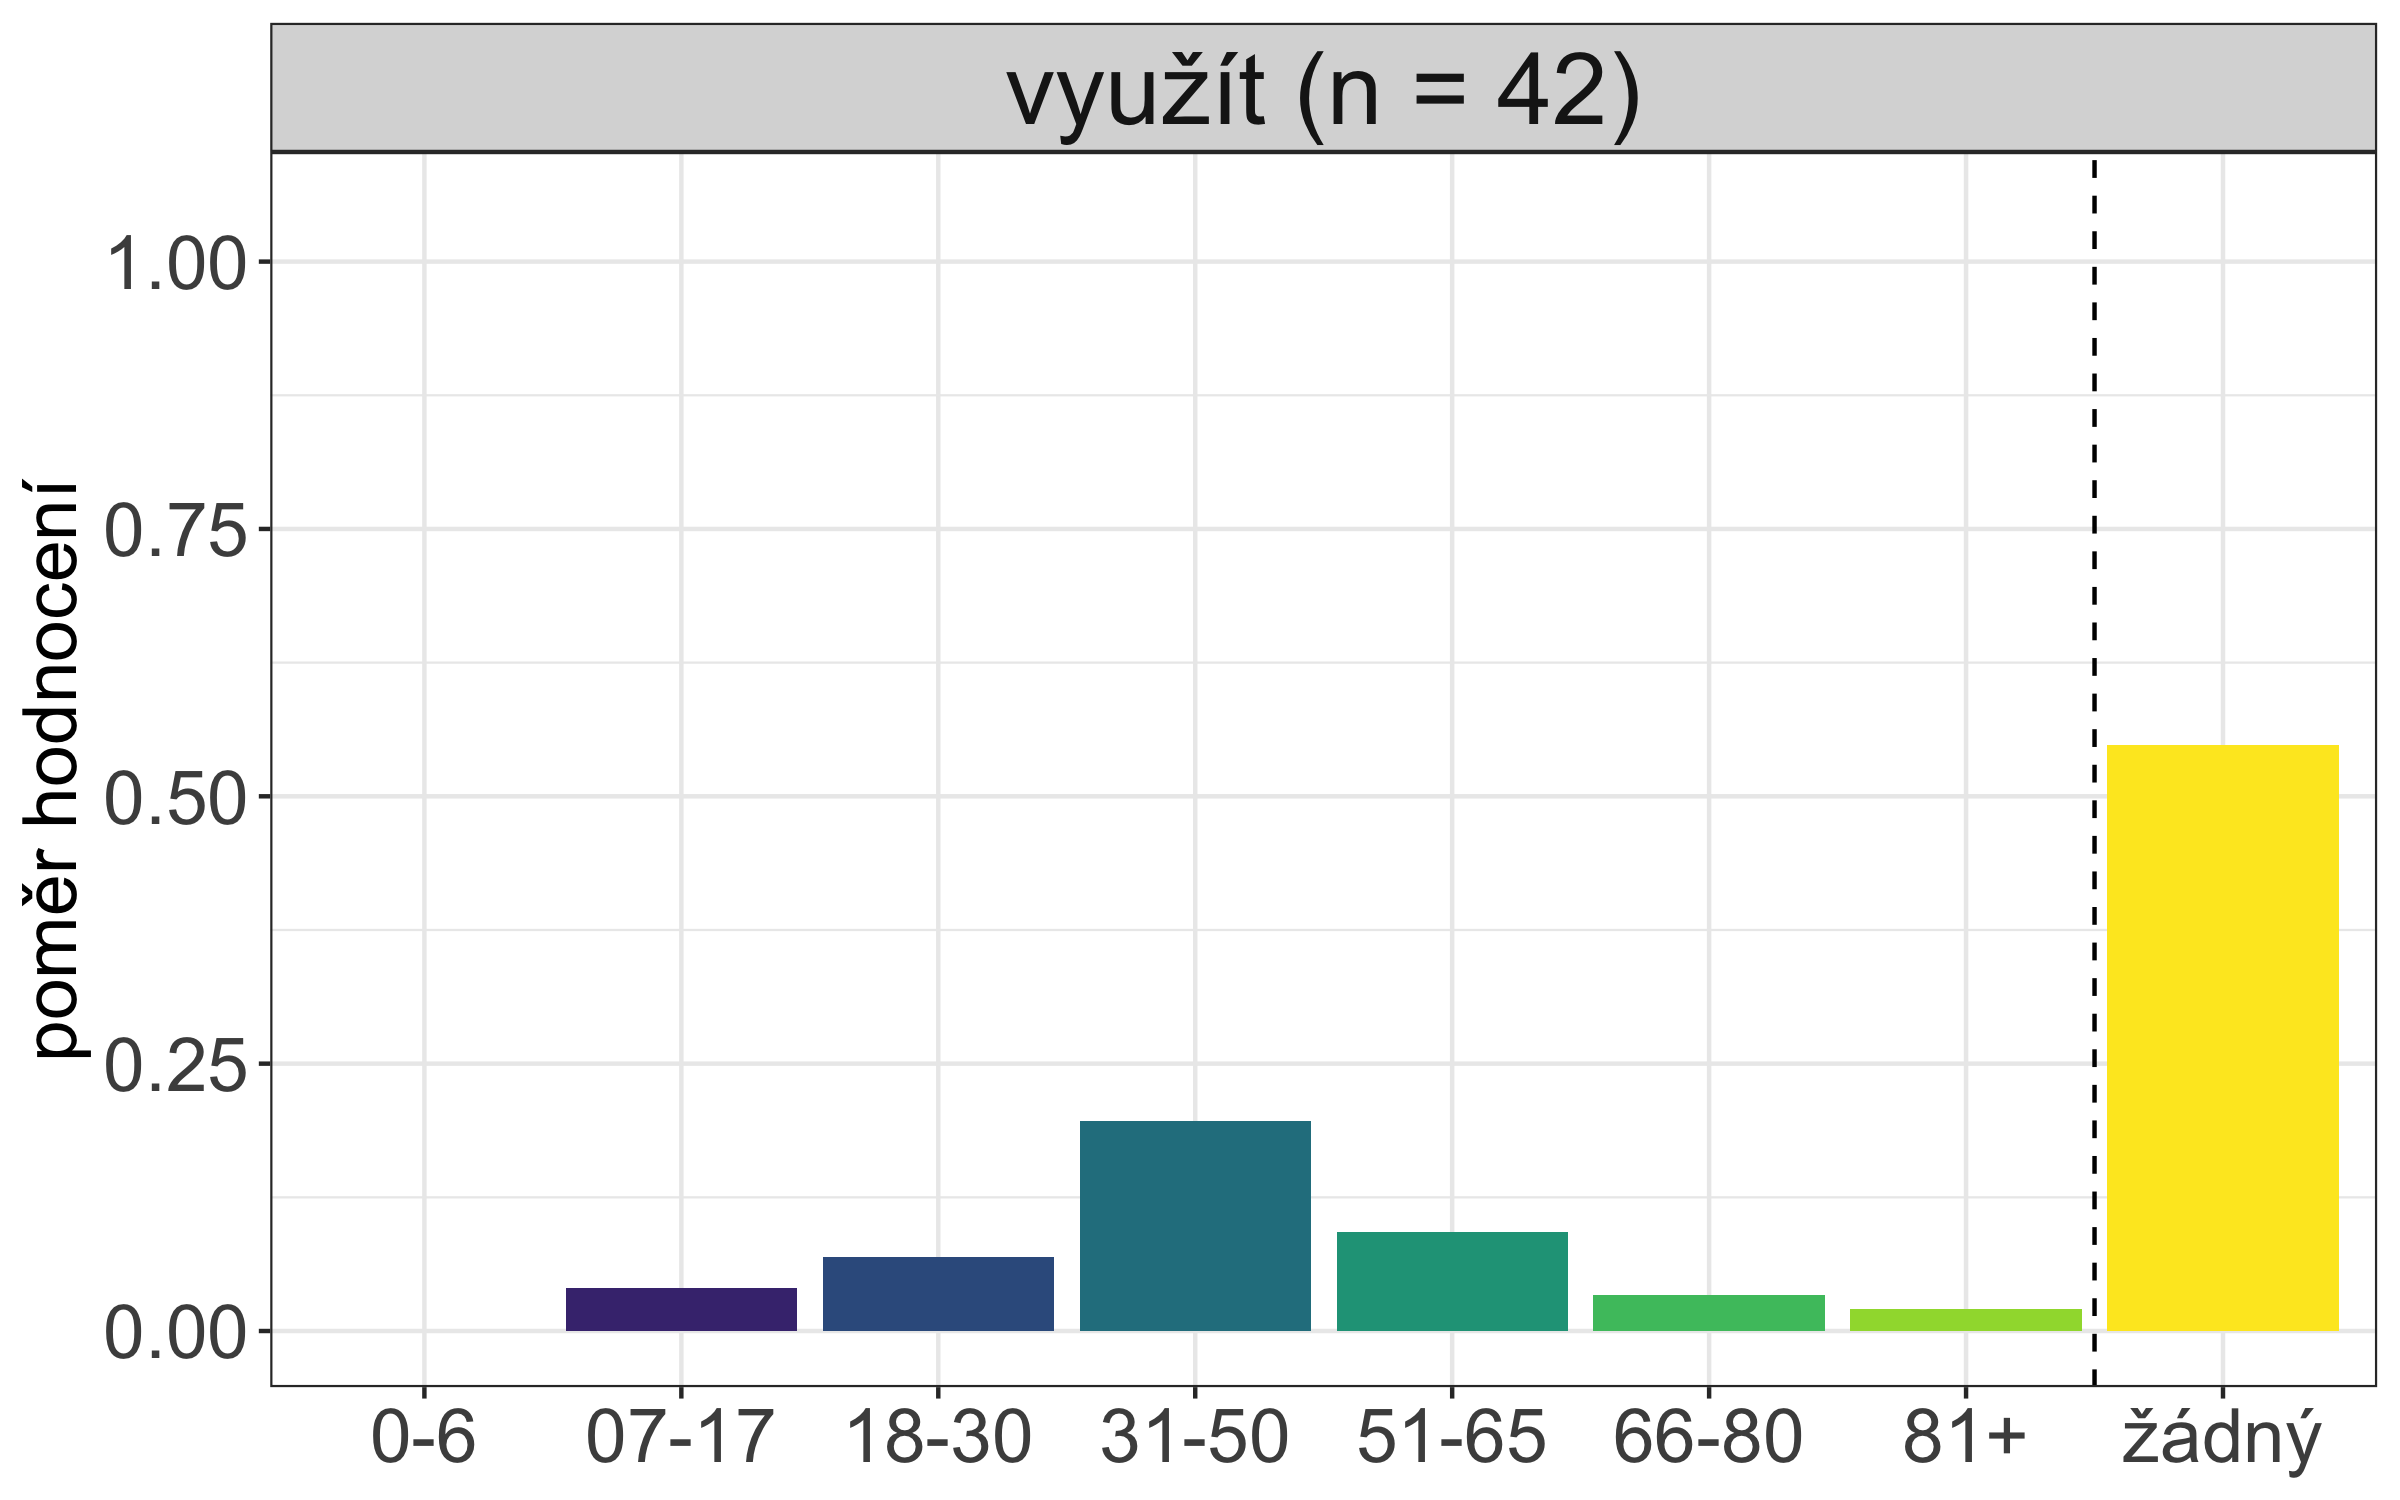 využít (n = 42)
poměr hodnocení
1.00
0.75
0.50
0.25
0.00
0-6 07-17 18-30 31-50 51-65 66-80 81+ žádný